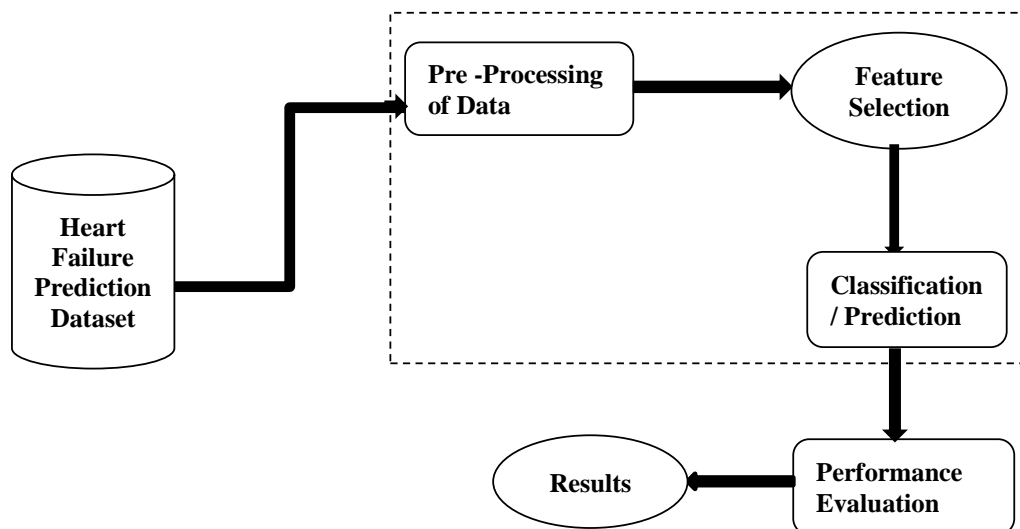 Pre -Processing
of Data
Feature
Selection
Heart
Failure
Prediction
Dataset
Classification
/ Prediction
Results
Performance
Evaluation